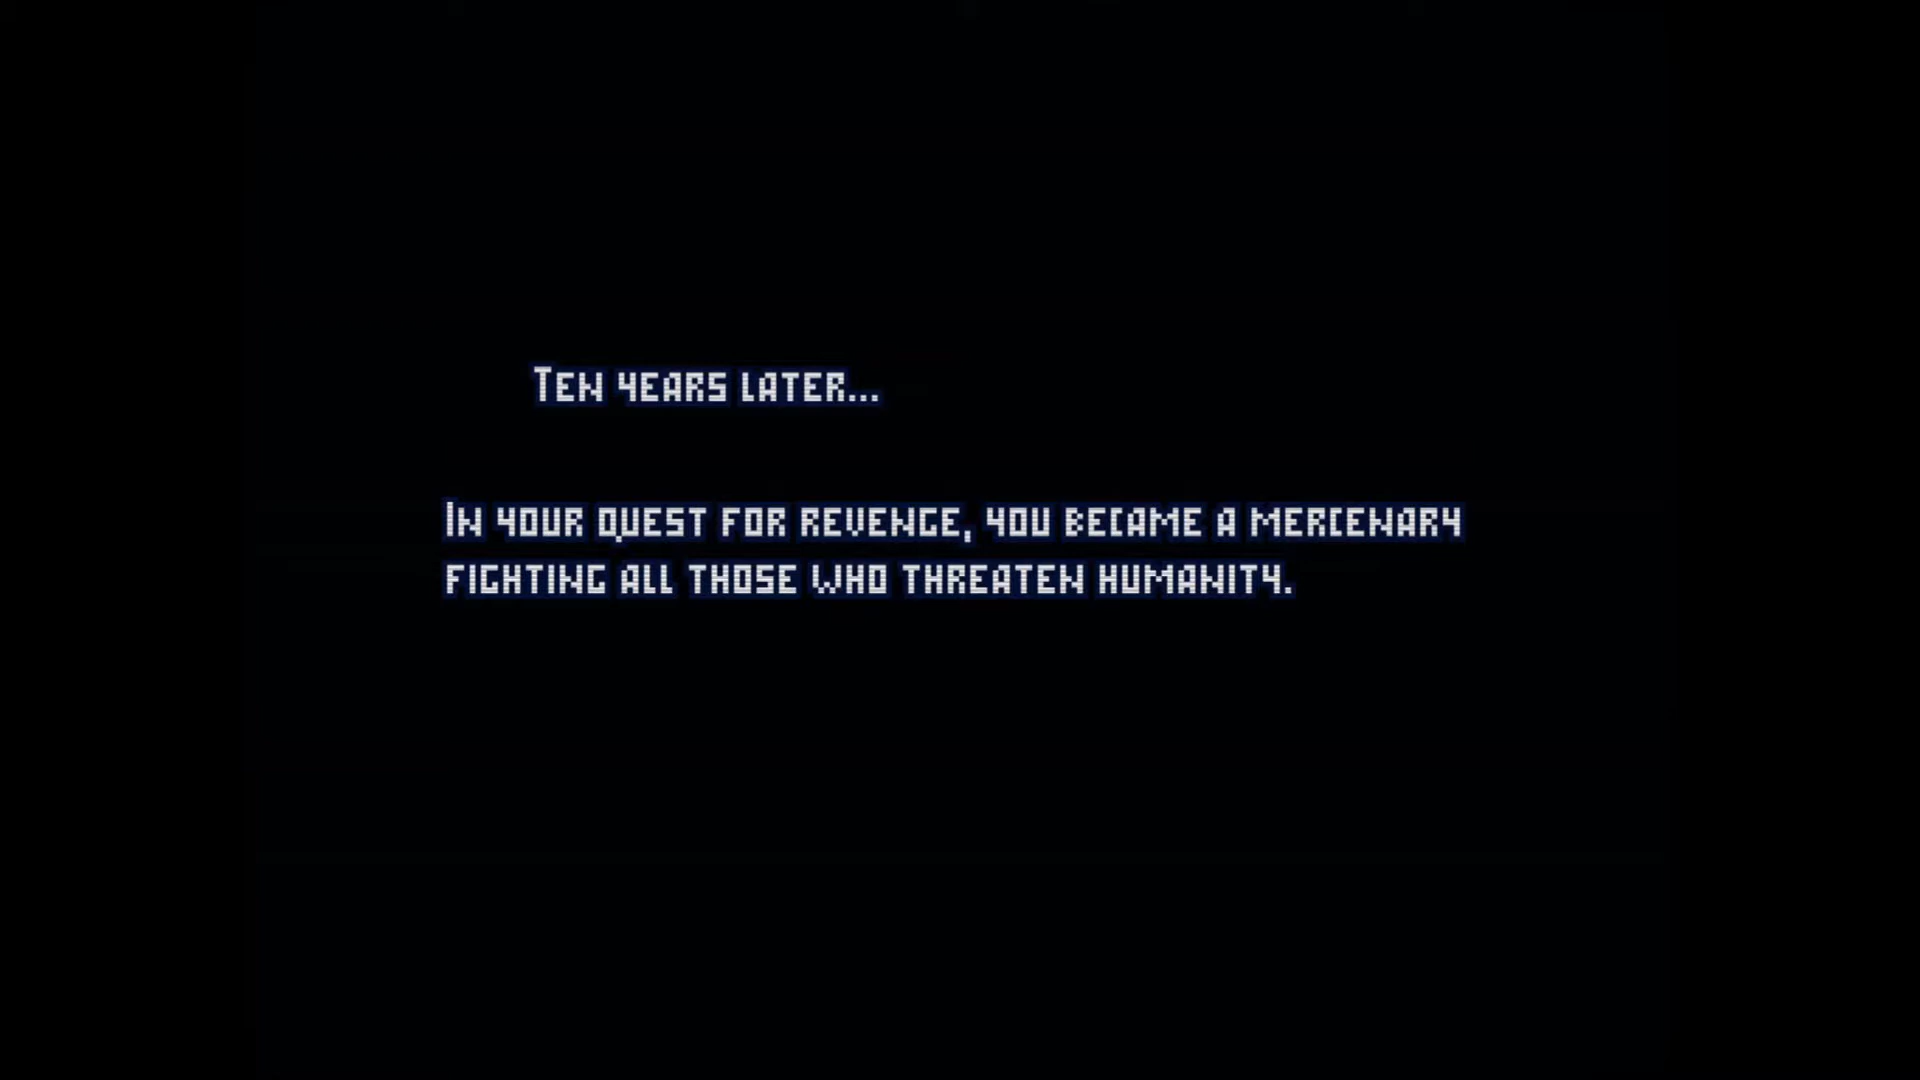 Ten years later...
In your quest for revenge, you became a mercenary
fighting all those who threaten humanity.